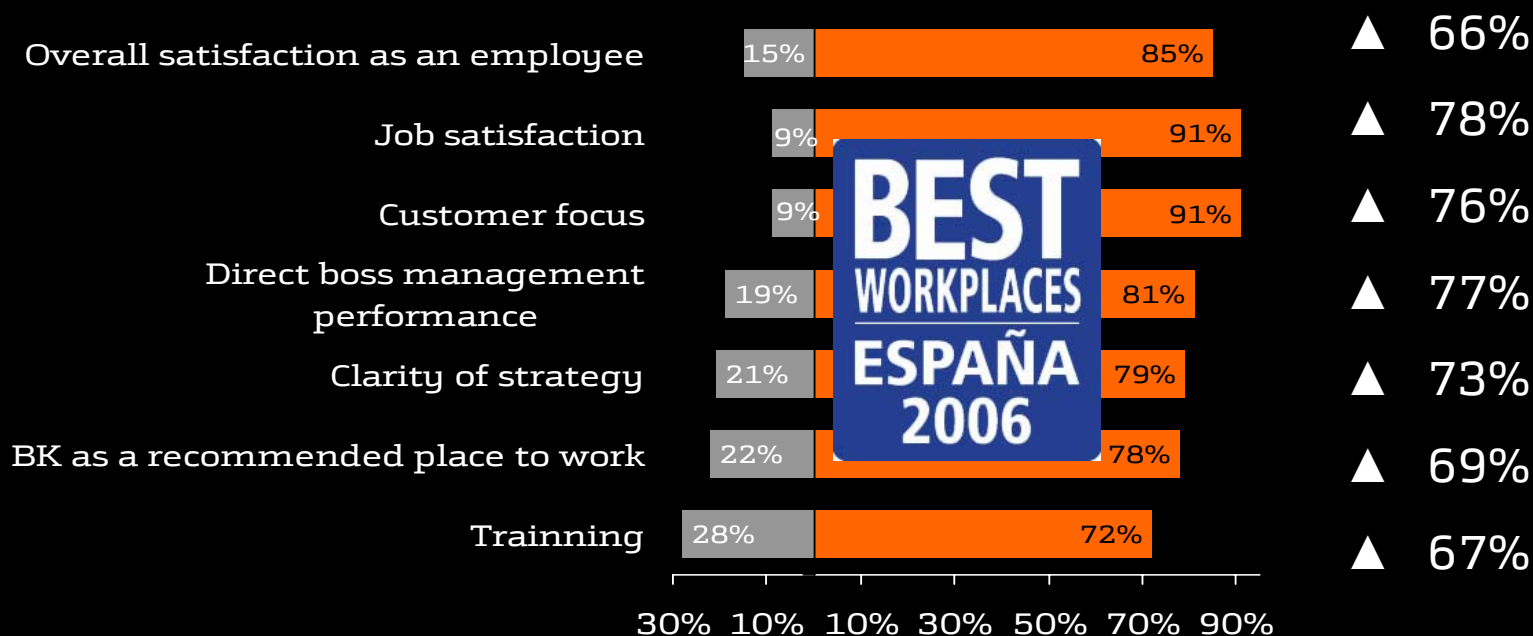 Overall satisfaction as an employee 15% 85% ▲ 66%
Job satisfaction 9% 91% ▲ 78%
Customer focus 9% 91% ▲ 76%
Direct boss management
performance 19% 81% ▲ 77%
Clarity of strategy 21% 79% ▲ 73%
BK as a recommended place to work 22% 78% ▲ 69%
Trainning 28% 72% ▲ 67%
30% 10% 10% 30% 50% 70% 90%
BEST
WORKPLACES
ESPAÑA
2006